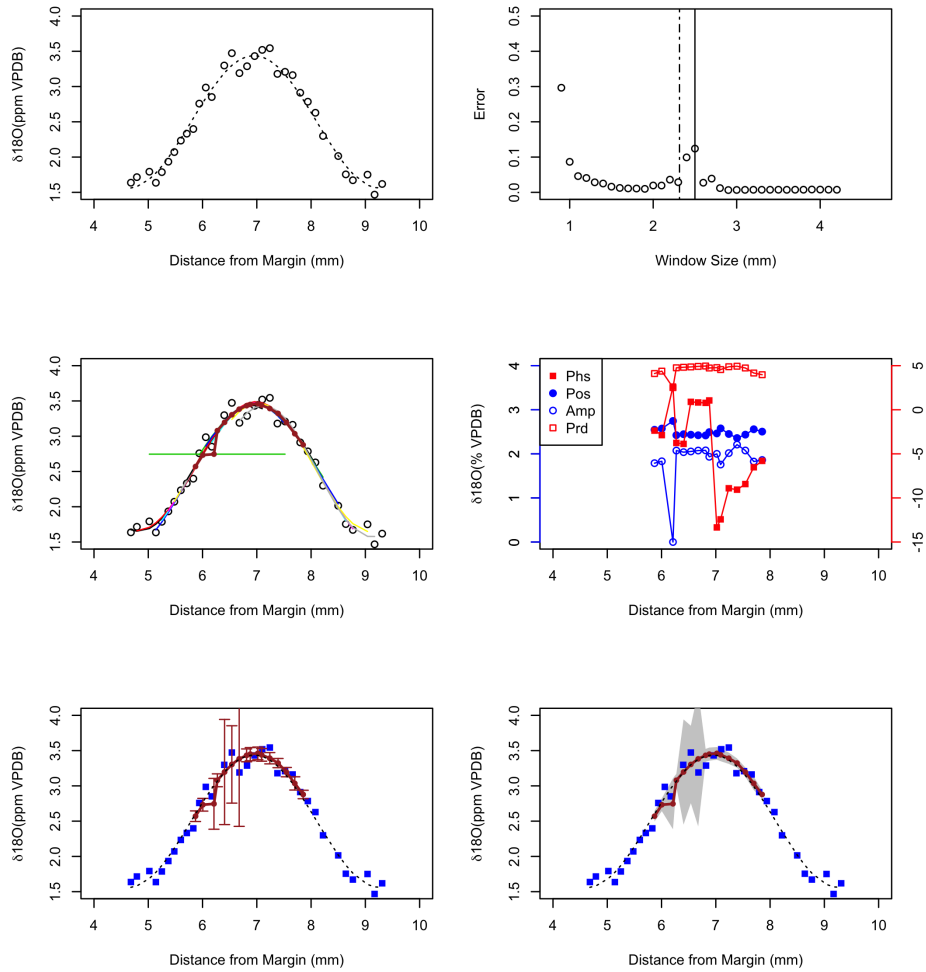 δ18O(ppm VPDB)
4.0
3.5
3.0
2.5
2.0
1.5
4 5 6 7 8 9 10
Distance from Margin (mm)
Error
0.5
0.4
0.3
0.2
0.1
0.0
1 2 3 4
Window Size (mm)
δ18O(ppm VPDB)
4.0
3.5
3.0
2.5
2.0
1.5
4 5 6 7 8 9 10
Distance from Margin (mm)
δ18O(% VPDB)
4
3
2
1
0
Phs
Pos
Amp
Prd
5
0
-5
-10
-15
4 5 6 7 8 9 10
Distance from Margin (mm)
δ18O(ppm VPDB)
4.0
3.5
3.0
2.5
2.0
1.5
4 5 6 7 8 9 10
Distance from Margin (mm)
δ18O(ppm VPDB)
4.0
3.5
3.0
2.5
2.0
1.5
4 5 6 7 8 9 10
Distance from Margin (mm)